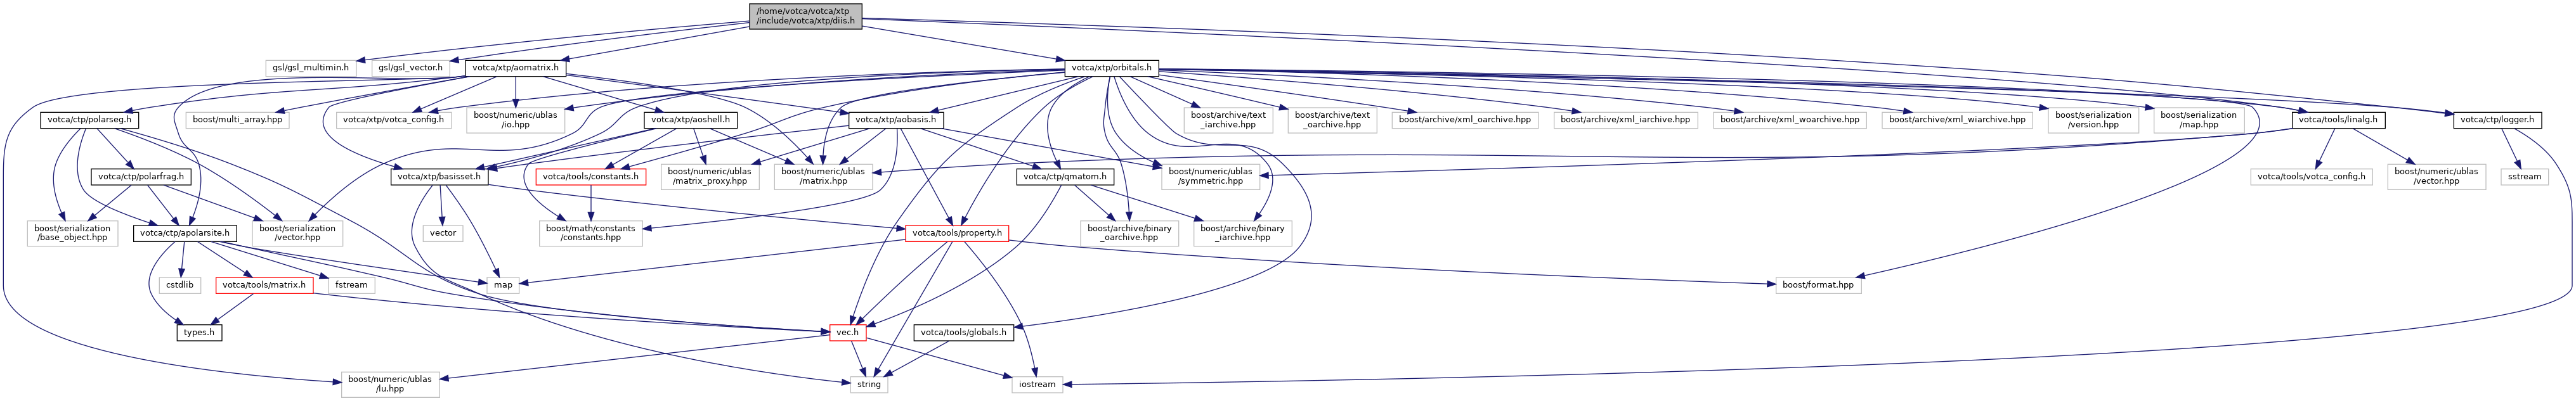 /home/votca/votca/xtp
/include/votca/xtp/diis.h
gsl/gsl_multimin.h
gsl/gsl_vector.h
votca/xtp/aomatrix.h
votca/xtp/orbitals.h
votca/ctp/polarseg.h
boost/multi_array.hpp
votca/xtp/votca_config.h
boost/numeric/ublas
/io.hpp
votca/xtp/aoshell.h
votca/xtp/aobasis.h
boost/archive/text
_iarchive.hpp
boost/archive/text
_oarchive.hpp
boost/archive/xml_oarchive.hpp
boost/archive/xml_iarchive.hpp
boost/archive/xml_woarchive.hpp
boost/archive/xml_wiarchive.hpp
boost/serialization
/version.hpp
boost/serialization
/map.hpp
votca/tools/linalg.h
votca/ctp/logger.h
votca/ctp/polarfrag.h
votca/xtp/basisset.h
votca/tools/constants.h
boost/numeric/ublas
/matrix_proxy.hpp
boost/numeric/ublas
/matrix.hpp
votca/ctp/qmatom.h
boost/numeric/ublas
/symmetric.hpp
votca/tools/votca_config.h
boost/numeric/ublas
/vector.hpp
sstream
boost/serialization
/base_object.hpp
votca/ctp/apolarsite.h
boost/serialization
/vector.hpp
vector
boost/math/constants
/constants.hpp
votca/tools/property.h
boost/archive/binary
_oarchive.hpp
boost/archive/binary
_iarchive.hpp
cstdlib
votca/tools/matrix.h
fstream
map
boost/format.hpp
types.h
vec.h
votca/tools/globals.h
boost/numeric/ublas
/lu.hpp
string
iostream